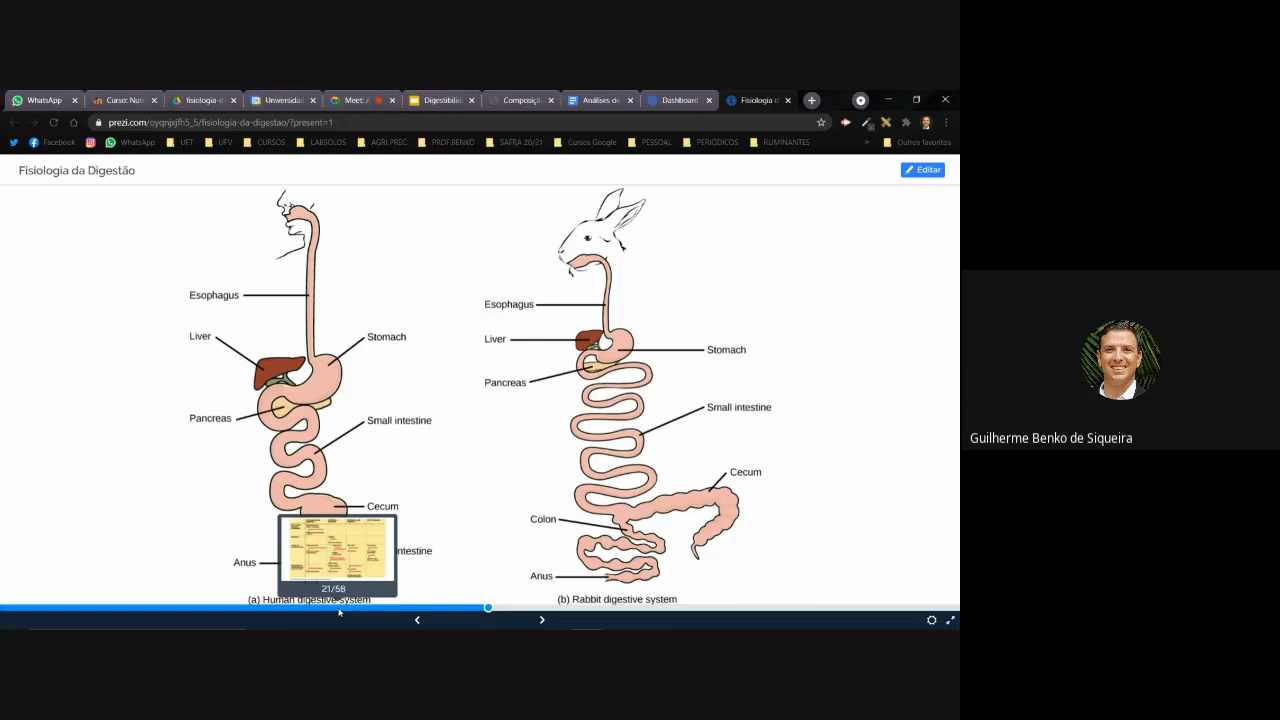 WhatsApp
Curso: Nutr
fisiologia-d
Universidad
Meet: A
Digestibilid
Composiçã
Análises de
Dashboard
Fisiologia d
prezi.com/oyqnjxjfh5_5/fisiologia-da-digestao/?present=1
Facebook
WhatsApp
UFT
UFV
CURSOS
LABSOLOS
AGRI.PREC
PROF.BENKO
SAFRA 20/21
Cursos Google
PESSOAL
PERIÓDICOS
RUMINANTES
»
Outros favoritos
Fisiologia da Digestão
Editar
Esophagus
Liver
Stomach
Pancreas
Small intestine
Cecum
intestine
Anus
21/58
(a) Human digestive system
Esophagus
Liver
Stomach
Pancreas
Small intestine
Cecum
Colon
Anus
(b) Rabbit digestive system
Guilherme Benko de Siqueira